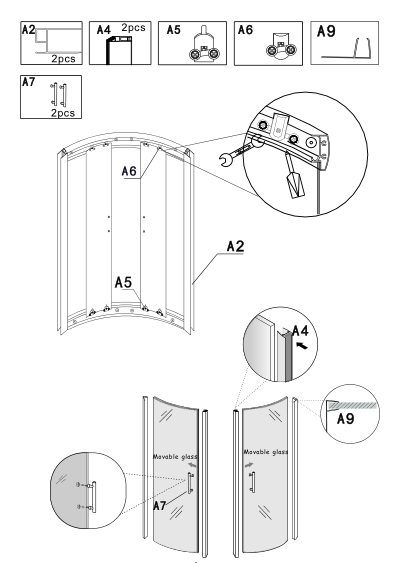 A2
2pcs
A4 2pcs
A5
A6
A9
A7
2pcs
A6
A2
A5
A4
A9
Movable glass
Movable glass
A7